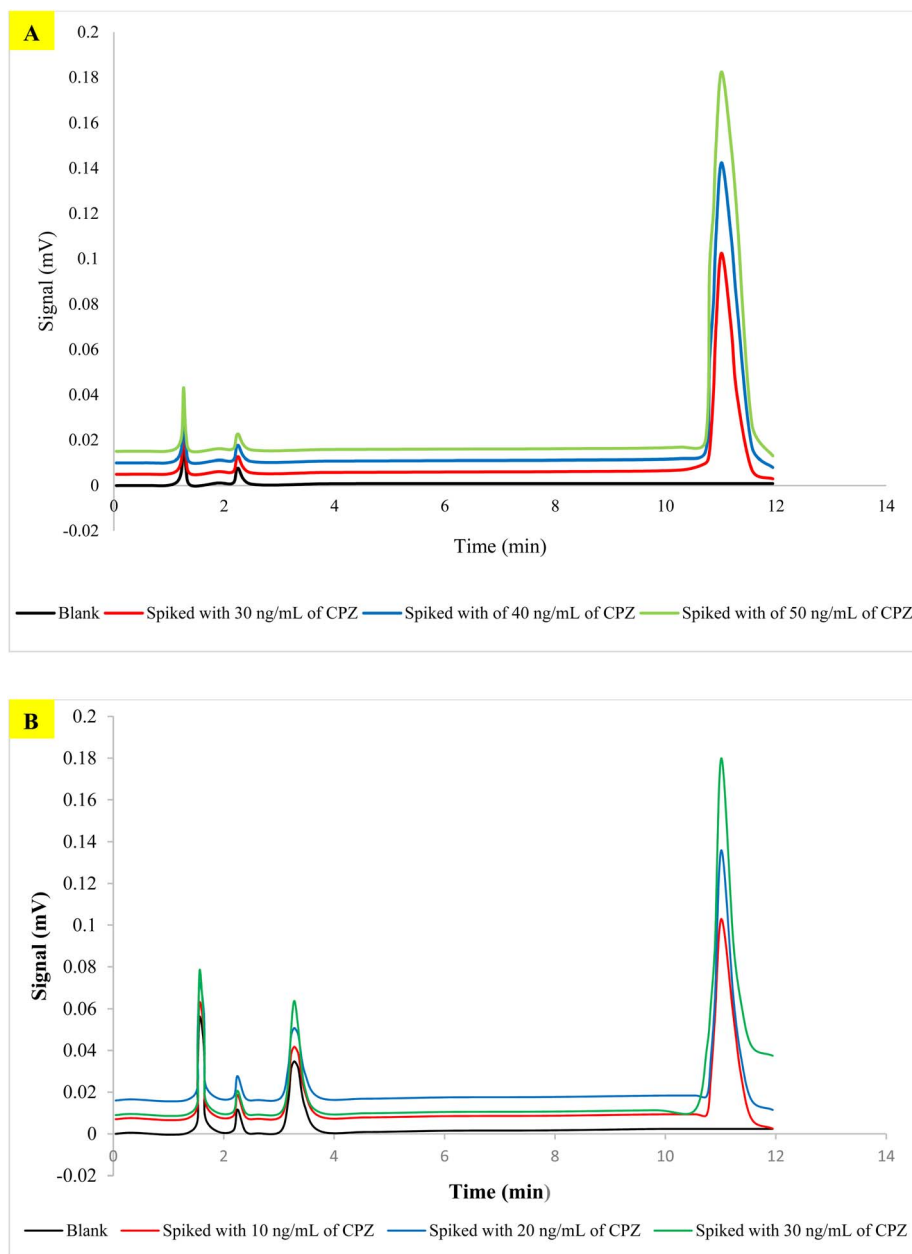 A
0.2
0.18
0.16
0.14
0.12
0.1
0.08
0.06
0.04
0.02
0
-0.02
Signal (mV)
0 2 4 6 8 10 12 14
Time (min)
Blank Spiked with 30 ng/mL of CPZ Spiked with of 40 ng/mL of CPZ Spiked with of 50 ng/mL of CPZ
B
0.2
0.18
0.16
0.14
0.12
0.1
0.08
0.06
0.04
0.02
0
-0.02
Signal (mV)
0 2 4 6 8 10 12 14
Time (min)
Blank Spiked with 10 ng/mL of CPZ Spiked with 20 ng/mL of CPZ Spiked with 30 ng/mL of CPZ